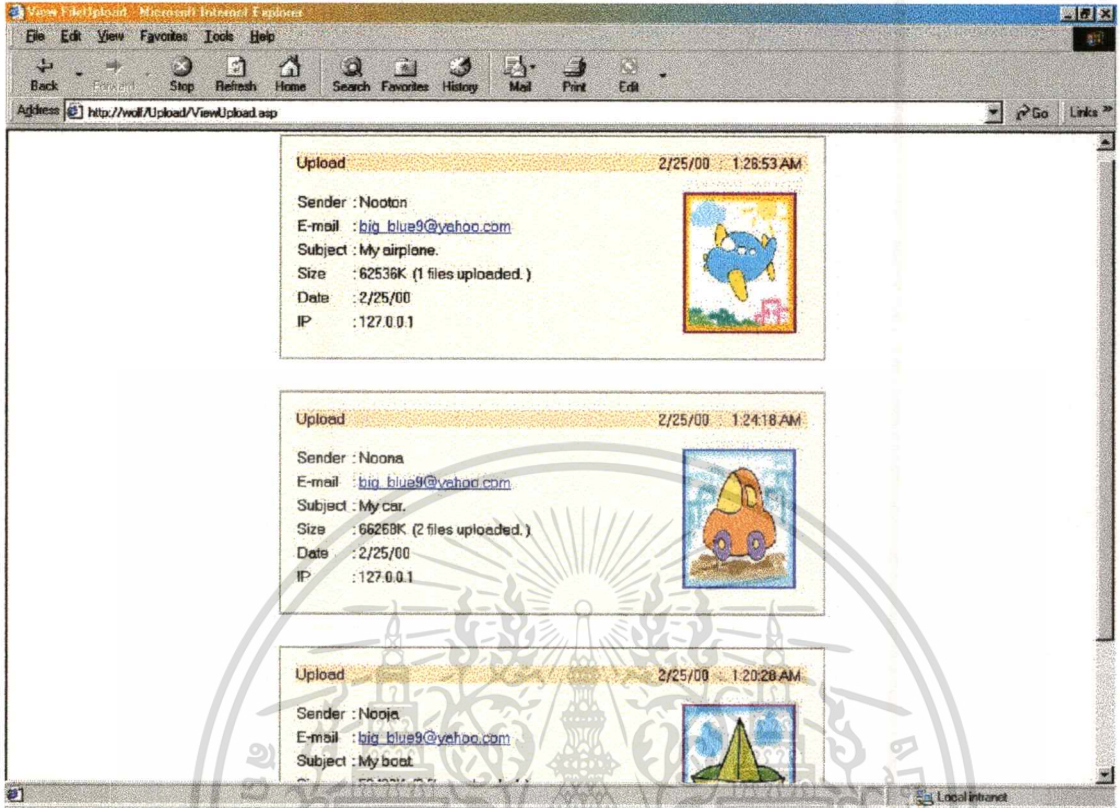 View FileUpload - Microsoft Internet Explorer
File Edit View Favorites Tools Help
Back Forward Stop Refresh Home Search Favorites History Mail Print Edit
Address http://wolf/Upload/ViewUpload.asp Go Links »
Upload 2/25/00 : 1:26:53 AM
Sender : Nooton
E-mail : big_blue9@yahoo.com
Subject : My airplane.
Size : 62536K (1 files uploaded. )
Date : 2/25/00
IP : 127.0.0.1
Upload 2/25/00 : 1:24:18 AM
Sender : Noona
E-mail : big_blue9@yahoo.com
Subject : My car.
Size : 66268K (2 files uploaded. )
Date : 2/25/00
IP : 127.0.0.1
Upload 2/25/00 : 1:20:28 AM
Sender : Nooja
E-mail : big_blue9@yahoo.com
Subject : My boat
Local intranet